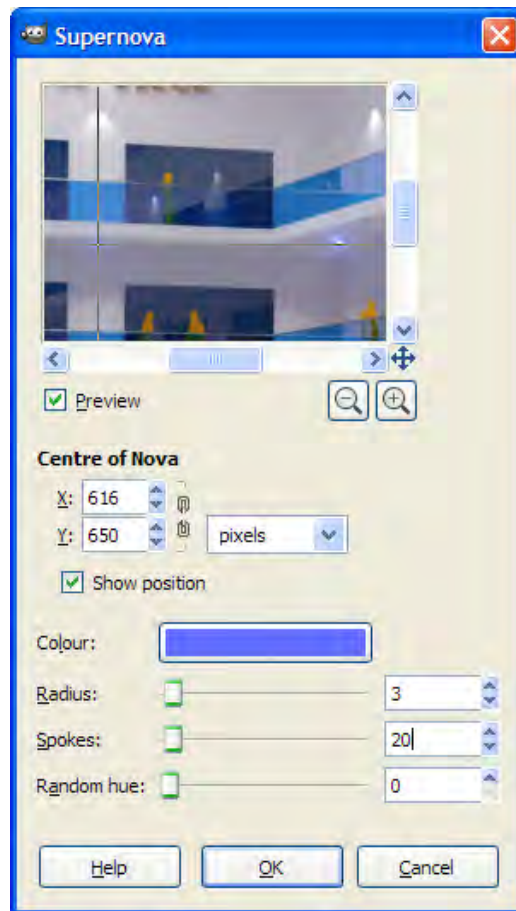 Supernova
Preview
Centre of Nova
X: 616
Y: 650
pixels
Show position
Colour:
Radius: 3
Spokes: 20
Random hue: 0
Help OK Cancel